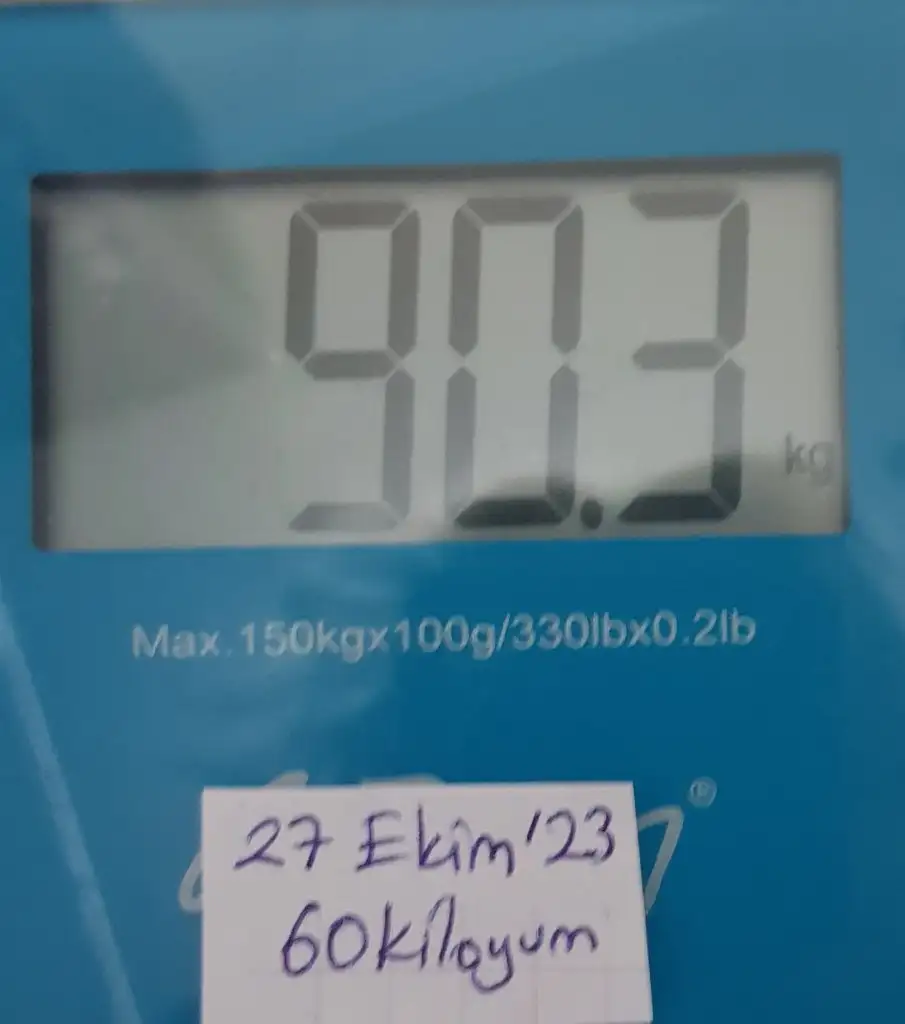 90.3 kg
Max.150kgx100g/330lbx0.2lb
®
27 Ekim'23
60kiloyum